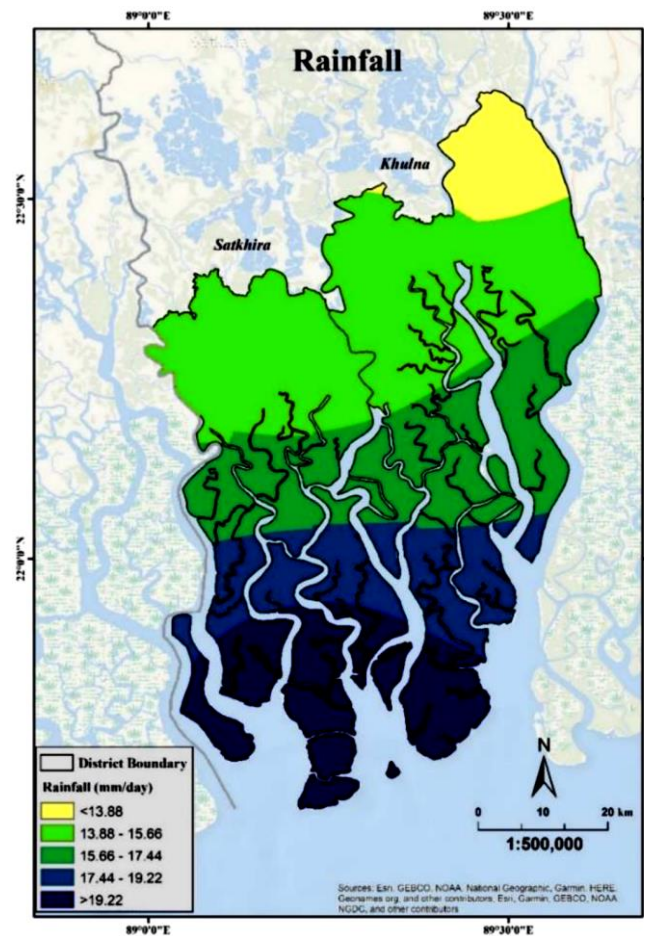 89°0'0"E
89°30'0"E
Rainfall
Khulna
22°30'0"N
Satkhira
22°0'0"N
District Boundary
Rainfall (mm/day)
<13.88
13.88 - 15.66
15.66 - 17.44
17.44 - 19.22
>19.22
N
0 10 20 km
1:500,000
Sources: Esri, GEBCO, NOAA, National Geographic, Garmin, HERE,
Geonames.org, and other contributors, Esri, Garmin, GEBCO, NOAA
NGDC, and other contributors
89°0'0"E
89°30'0"E